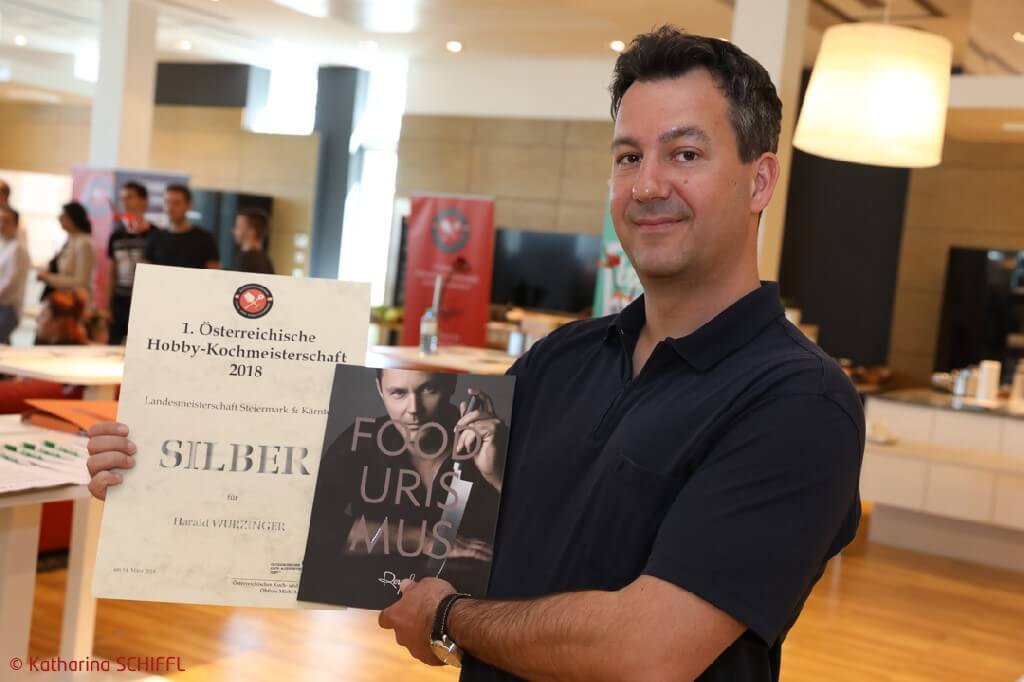 1. Österreichische
Hobby-Kochmeisterschaft
2018
Landesmeisterschaft Steiermark & Kärnten
SILBER
für
Harald WURZINGER
FOOD
URIS
MUS
© Katharina SCHIFFL